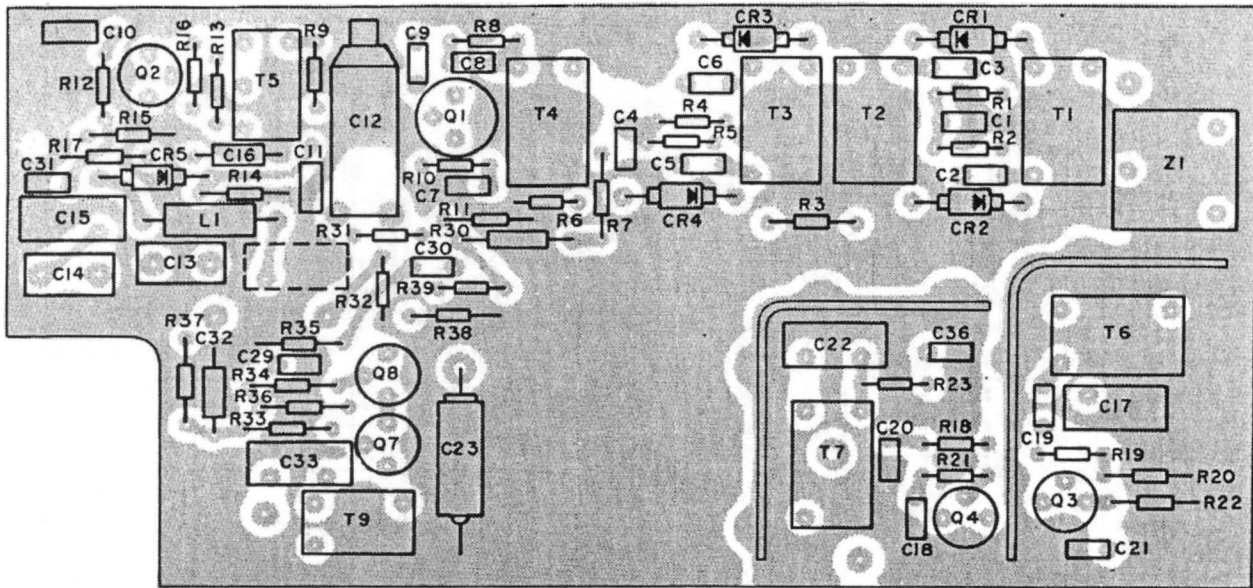 C10
R16
R13
R9
C9
R8
CR3
CR1
R12
Q2
T5
C8
C6
C3
C12
Q1
T4
R4
T3
T2
R1
T1
R15
C4
R5
C1
R17
C16
C11
R2
Z1
C31
CR5
R10
C5
C2
R14
C7
C15
L1
R11
R6
R7
CR4
R3
CR2
R31
R30
C14
C13
C30
R32
R39
R37
C32
R35
R38
T6
C29
C22
C36
R34
Q8
R23
R36
C17
R33
Q7
C23
T7
C20
R18
C19
R19
C33
R21
R20
T9
Q4
Q3
R22
C18
C21